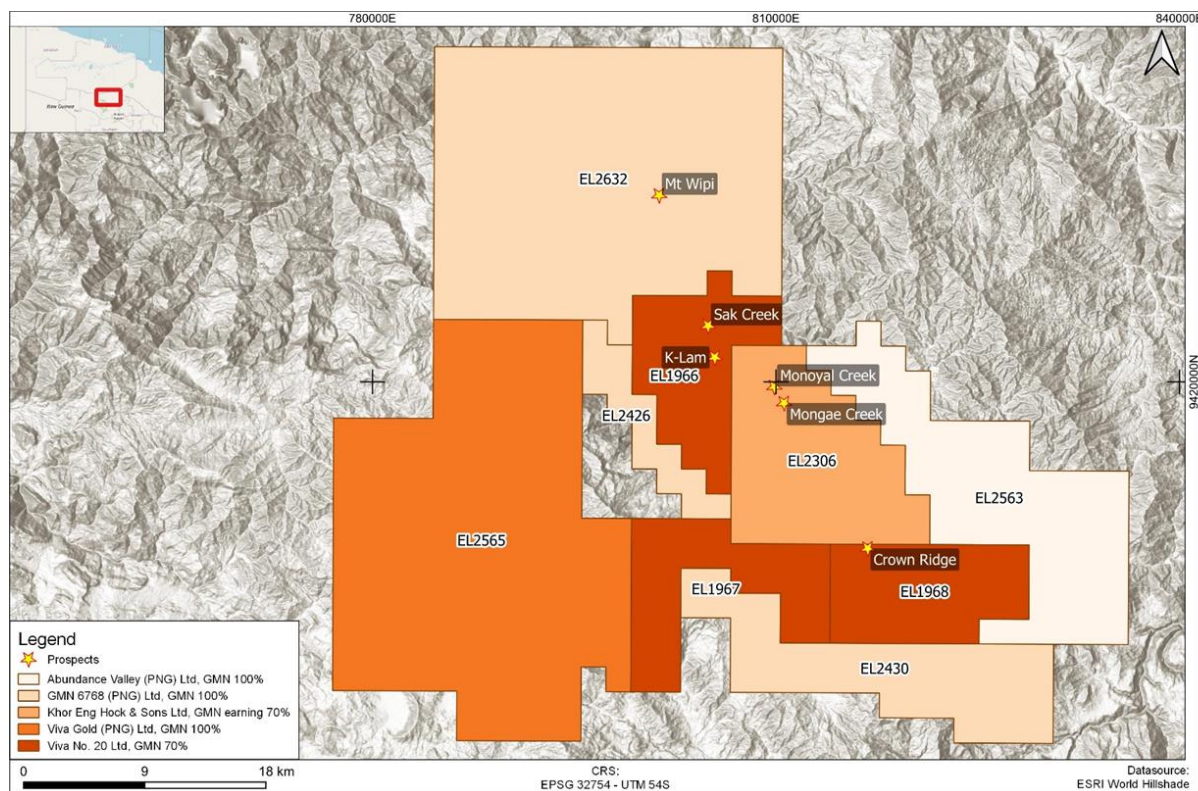 780000E
810000E
840000E
New Guinea
EL2632
Mt Wipi
Sak Creek
K-Lam
EL1966
Monoyal Creek
9420000N
Mongae Creek
EL2426
EL2306
EL2563
EL2565
Crown Ridge
EL1967
EL1968
EL2430
Legend
Prospects
Abundance Valley (PNG) Ltd, GMN 100%
GMN 6768 (PNG) Ltd, GMN 100%
Khor Eng Hock & Sons Ltd, GMN earning 70%
Viva Gold (PNG) Ltd, GMN 100%
Viva No. 20 Ltd, GMN 70%
0 9 18 km
CRS:
EPSG 32754 - UTM 54S
Datasource:
ESRI World Hillshade